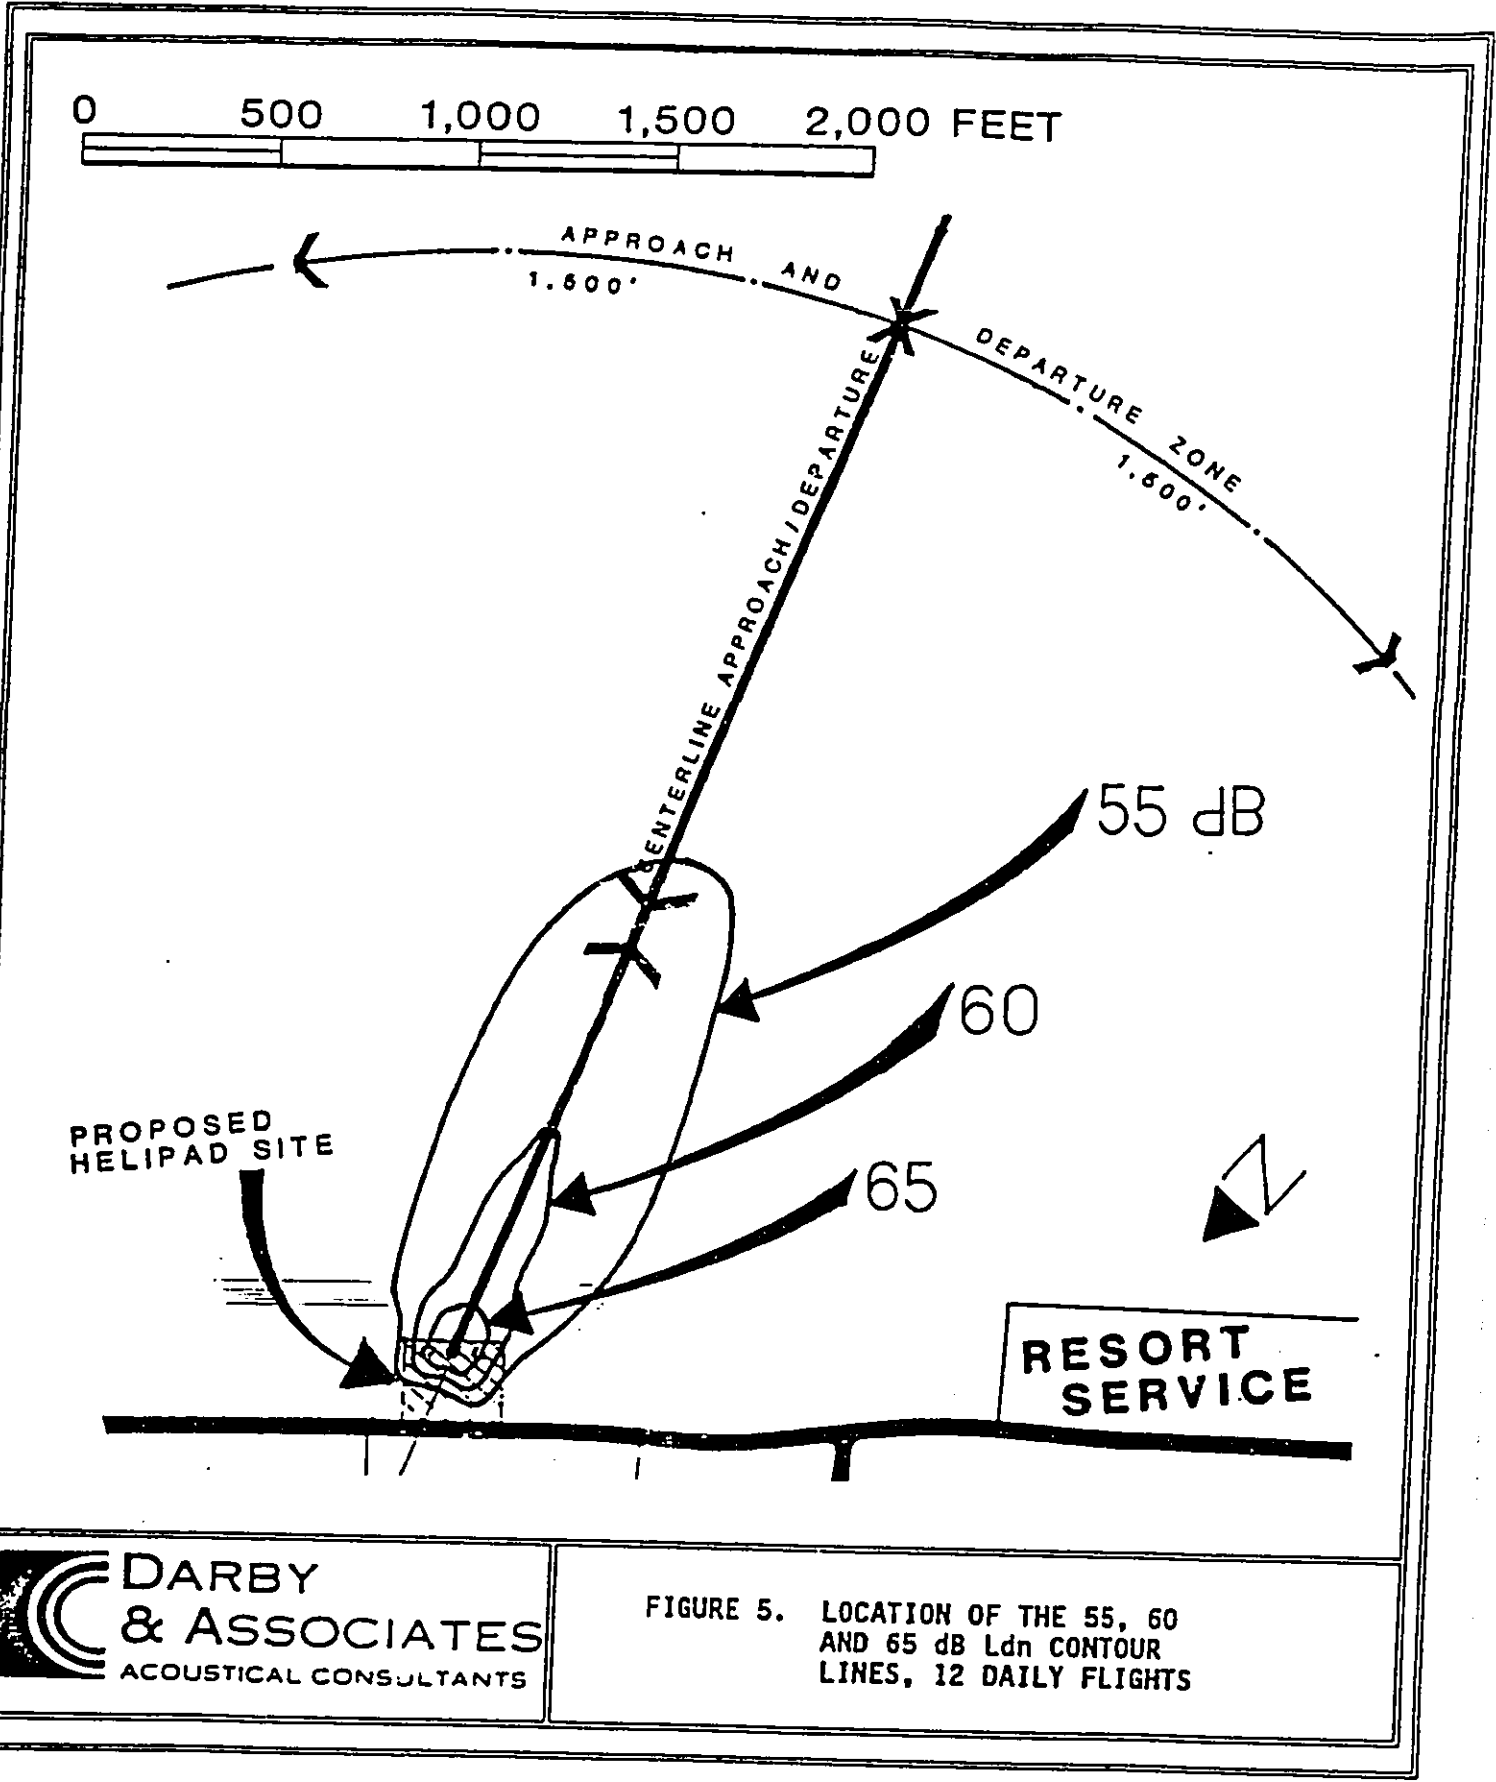 0 500 1,000 1,500 2,000 FEET
APPROACH AND DEPARTURE ZONE
1,500'
1,500'
CENTERLINE APPROACH/DEPARTURE
55 dB
60
65
PROPOSED
HELIPAD SITE
N
RESORT
SERVICE
DARBY
& ASSOCIATES
ACOUSTICAL CONSULTANTS
FIGURE 5. LOCATION OF THE 55, 60
AND 65 dB Ldn CONTOUR
LINES, 12 DAILY FLIGHTS